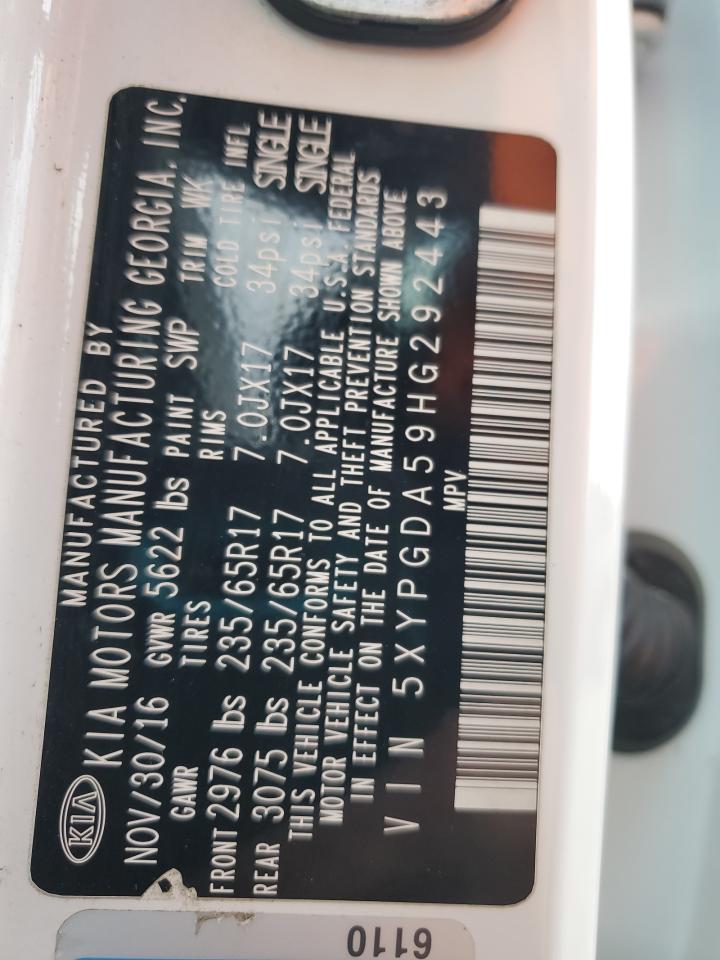 KIA
MANUFACTURED BY
KIA MOTORS MANUFACTURING GEORGIA, INC.
NOV/30/16 GVWR 5622 lbs PAINT SWP TRIM WK
GAWR TIRES RIMS COLD TIRE INFL
FRONT 2976 lbs 235/65R17 7.0JX17 34psi SINGLE
REAR 3075 lbs 235/65R17 7.0JX17 34psi SINGLE
THIS VEHICLE CONFORMS TO ALL APPLICABLE U.S.A. FEDERAL
MOTOR VEHICLE SAFETY AND THEFT PREVENTION STANDARDS
IN EFFECT ON THE DATE OF MANUFACTURE SHOWN ABOVE
VIN 5XYPGDA59HG292443
MPV
6110